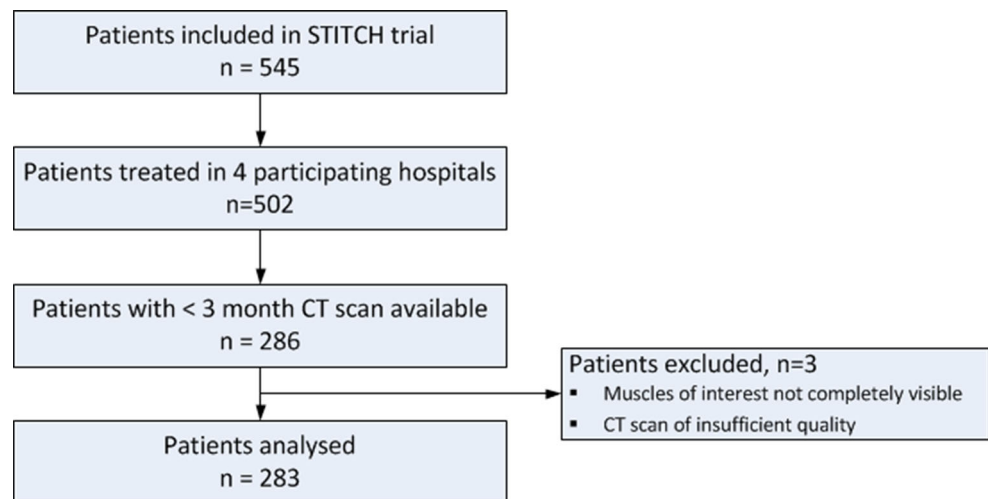 Patients included in STITCH trial
n = 545
Patients treated in 4 participating hospitals
n=502
Patients with < 3 month CT scan available
n = 286
Patients excluded, n=3
▪ Muscles of interest not completely visible
▪ CT scan of insufficient quality
Patients analysed
n = 283